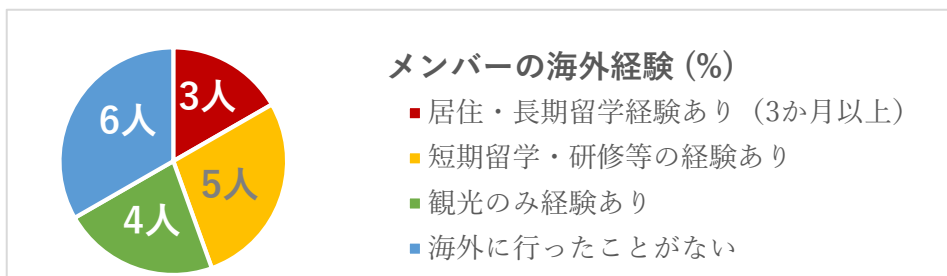 メンバーの海外経験 (%)
3人
6人
5人
4人
居住・長期留学経験あり（3か月以上）
短期留学・研修等の経験あり
観光のみ経験あり
海外に行ったことがない